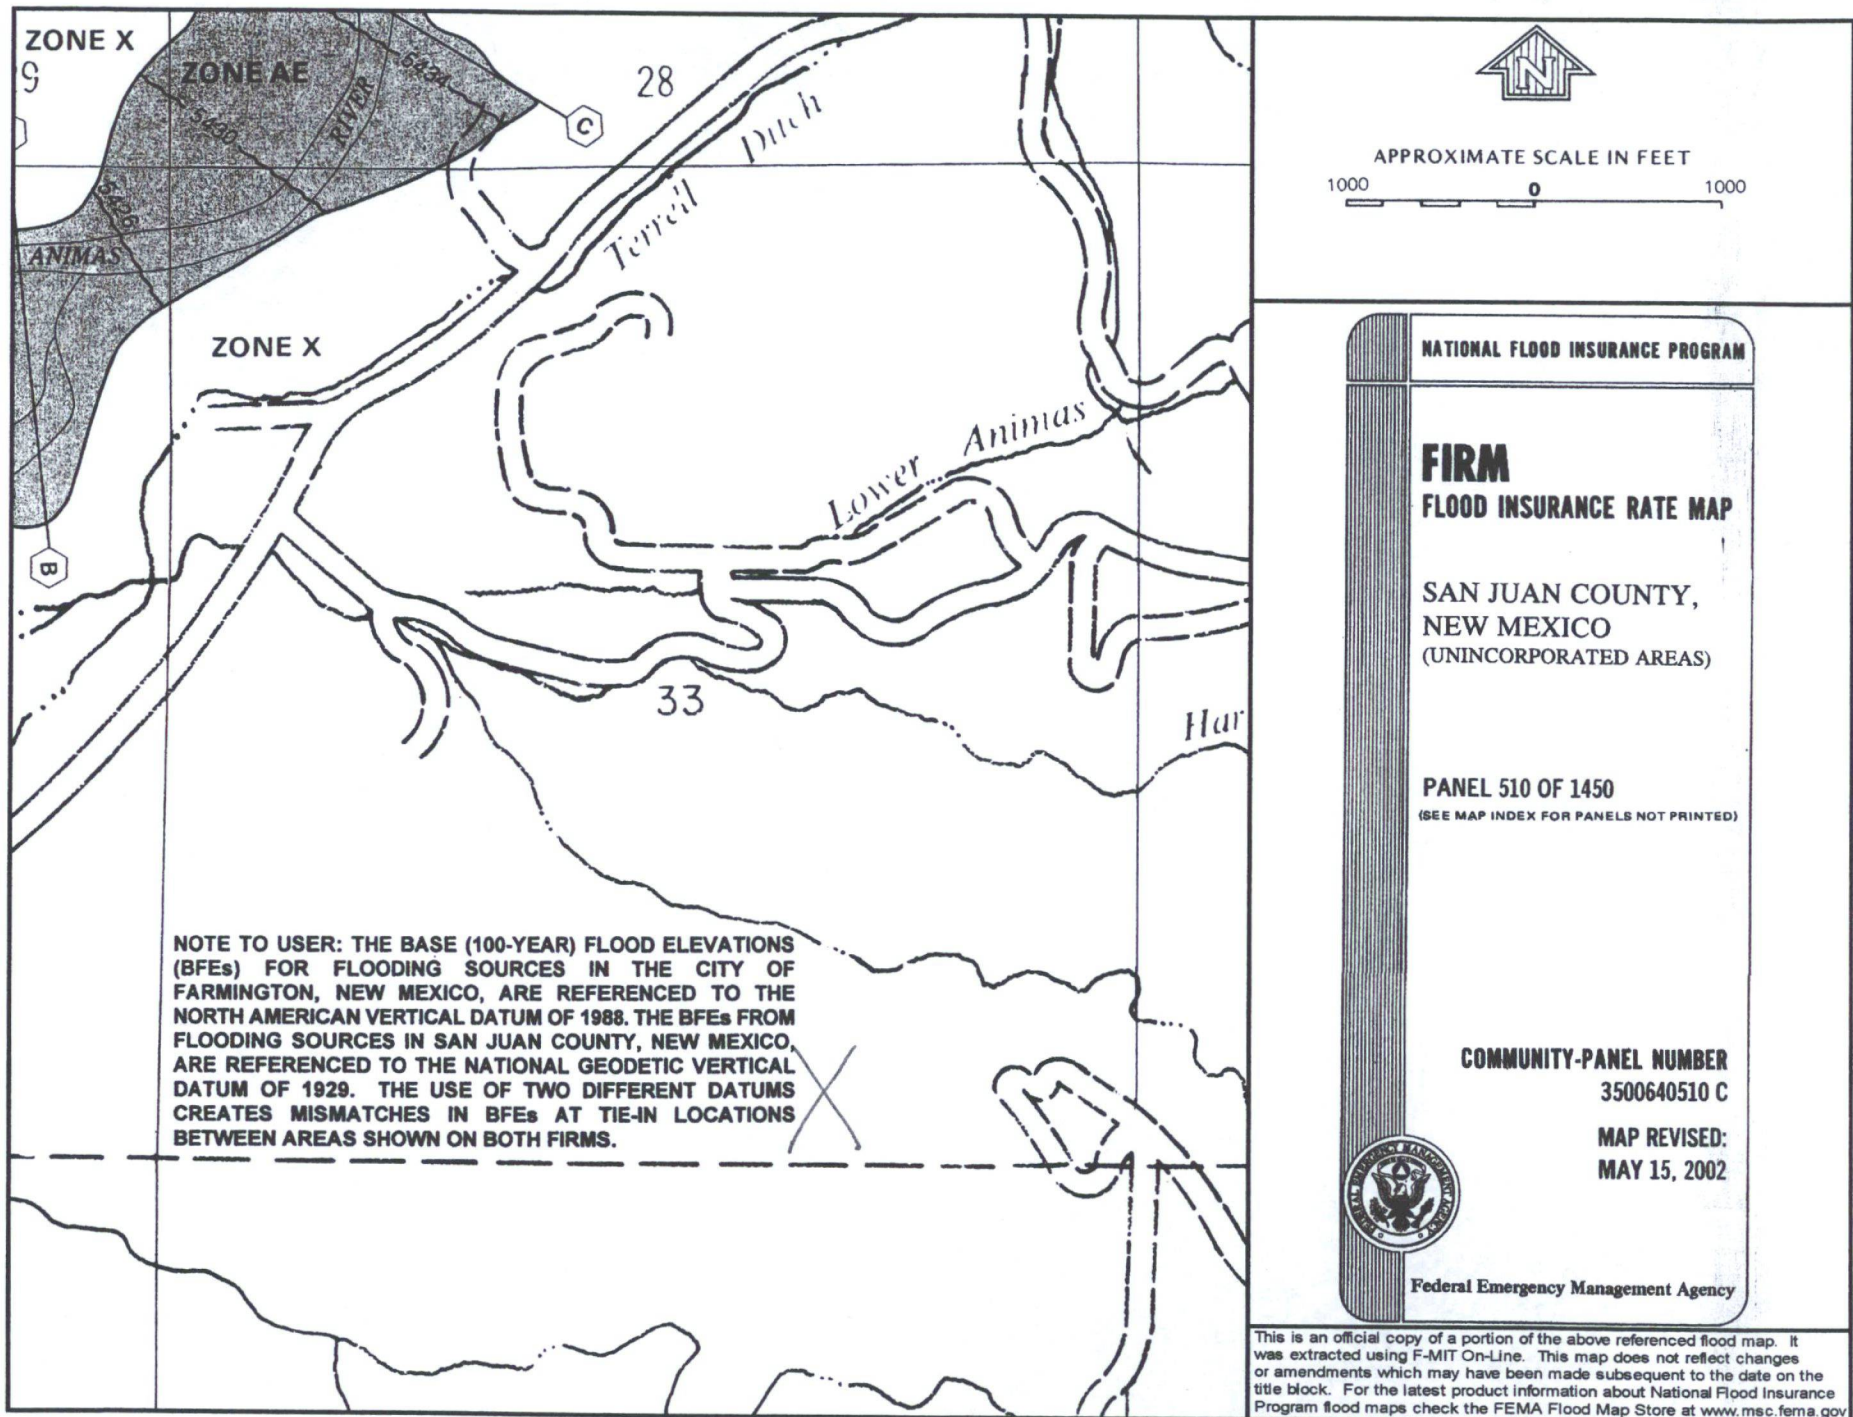 ZONE X
ZONE AE
5434
28
RIVER
5430
C
Ditch
5426
Terrell
ANIMAS
ZONE X
Lower Animas
B
33
Har
NOTE TO USER: THE BASE (100-YEAR) FLOOD ELEVATIONS
(BFEs) FOR FLOODING SOURCES IN THE CITY OF
FARMINGTON, NEW MEXICO, ARE REFERENCED TO THE
NORTH AMERICAN VERTICAL DATUM OF 1988. THE BFEs FROM
FLOODING SOURCES IN SAN JUAN COUNTY, NEW MEXICO,
ARE REFERENCED TO THE NATIONAL GEODETIC VERTICAL
DATUM OF 1929. THE USE OF TWO DIFFERENT DATUMS
CREATES MISMATCHES IN BFEs AT TIE-IN LOCATIONS
BETWEEN AREAS SHOWN ON BOTH FIRMS.
X
N
APPROXIMATE SCALE IN FEET
1000 0 1000
NATIONAL FLOOD INSURANCE PROGRAM
FIRM
FLOOD INSURANCE RATE MAP
SAN JUAN COUNTY,
NEW MEXICO
(UNINCORPORATED AREAS)
PANEL 510 OF 1450
(SEE MAP INDEX FOR PANELS NOT PRINTED)
COMMUNITY-PANEL NUMBER
3500640510 C
MAP REVISED:
MAY 15, 2002
FEDERAL EMERGENCY MANAGEMENT AGENCY
Federal Emergency Management Agency
This is an official copy of a portion of the above referenced flood map. It
was extracted using F-MIT On-Line. This map does not reflect changes
or amendments which may have been made subsequent to the date on the
title block. For the latest product information about National Flood Insurance
Program flood maps check the FEMA Flood Map Store at www.msc.fema.gov